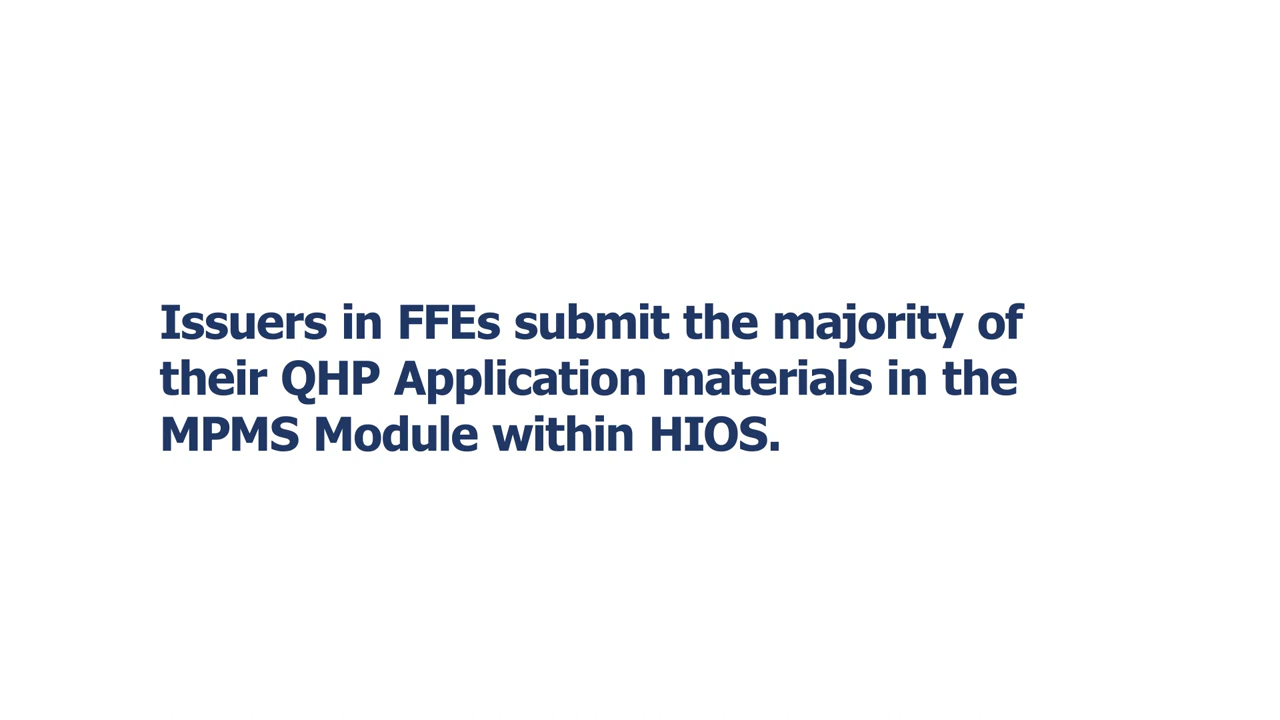 Issuers in FFEs submit the majority of
their QHP Application materials in the
MPMS Module within HIOS.